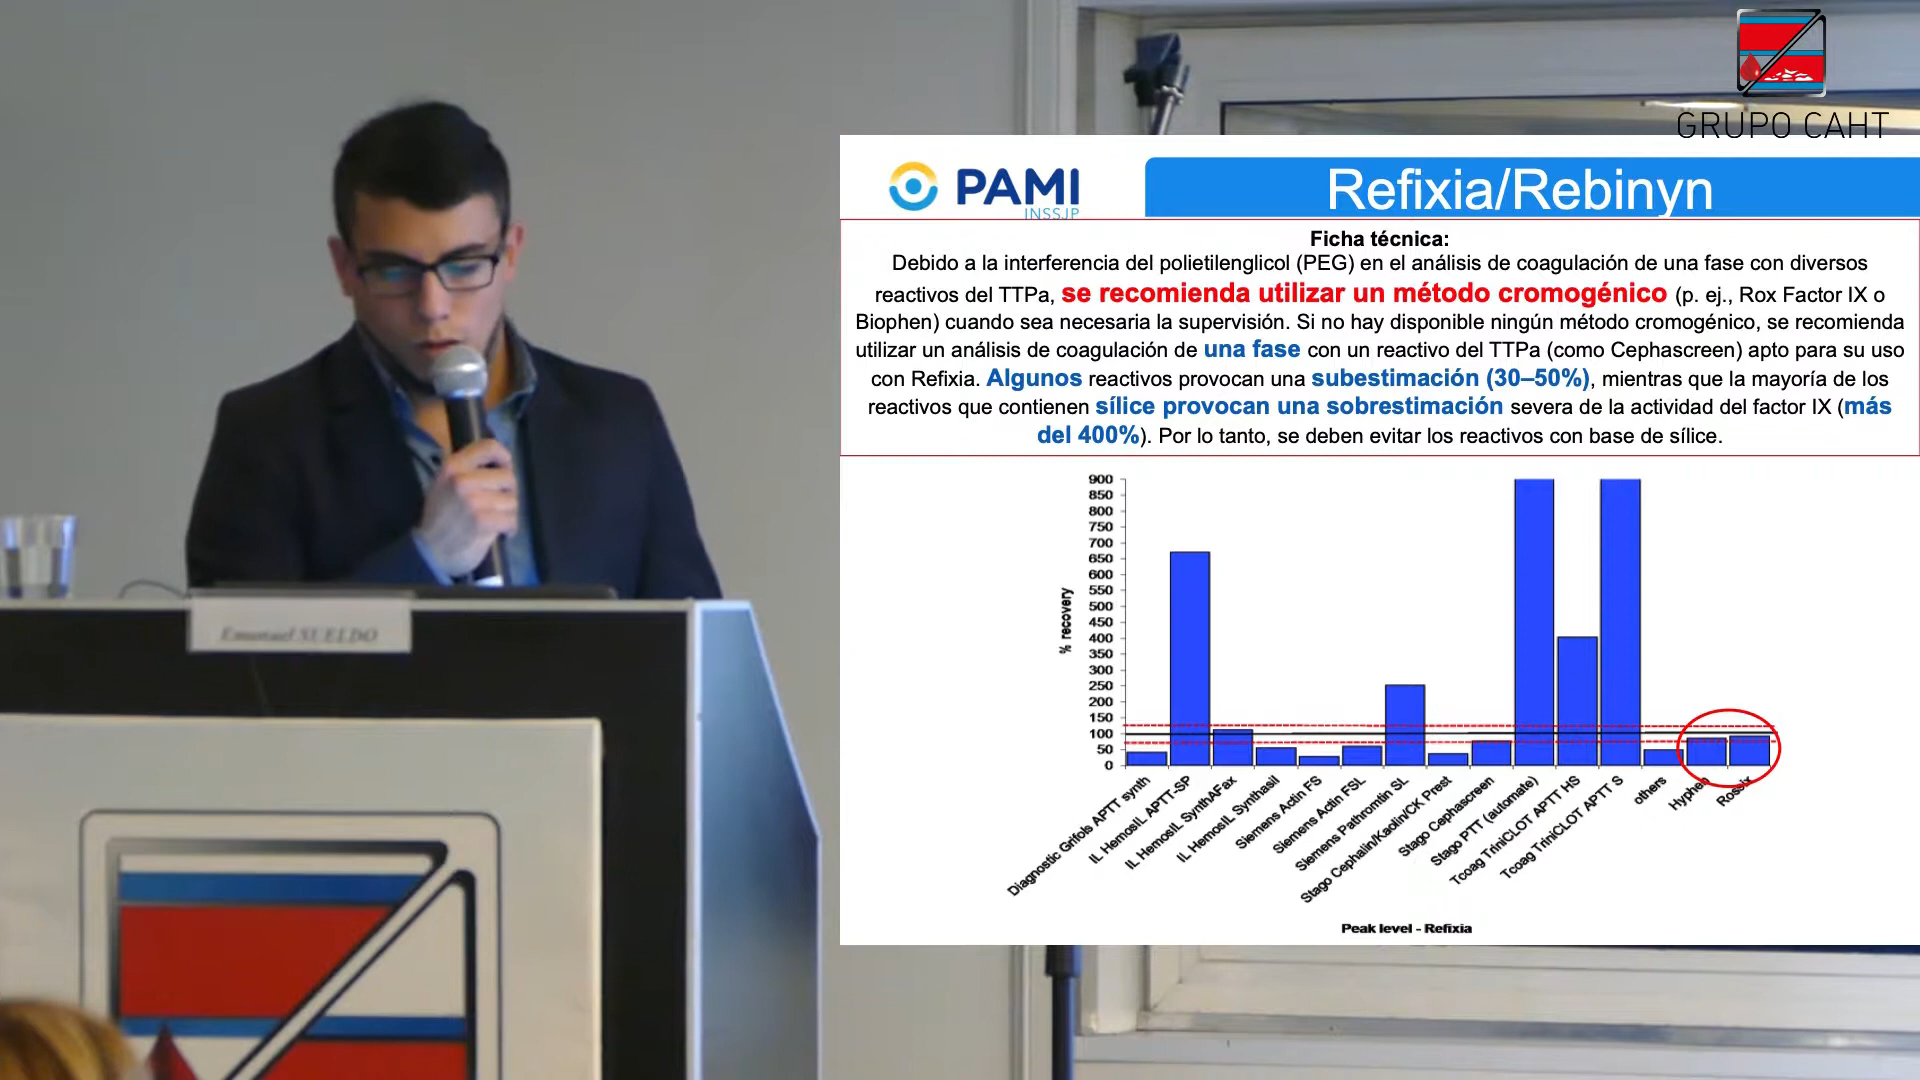 GRUPO CAHT
PAMI
INSSJP
Refixia/Rebinyn
Ficha técnica:
Debido a la interferencia del polietilenglicol (PEG) en el análisis de coagulación de una fase con diversos
reactivos del TTPa, se recomienda utilizar un método cromogénico (p. ej., Rox Factor IX o
Biophen) cuando sea necesaria la supervisión. Si no hay disponible ningún método cromogénico, se recomienda
utilizar un análisis de coagulación de una fase con un reactivo del TTPa (como Cephascreen) apto para su uso
con Refixia. Algunos reactivos provocan una subestimación (30–50%), mientras que la mayoría de los
reactivos que contienen sílice provocan una sobrestimación severa de la actividad del factor IX (más
del 400%). Por lo tanto, se deben evitar los reactivos con base de sílice.
900
850
800
750
700
650
600
550
500
450
400
350
300
250
200
150
100
50
0
% recovery
Diagnostic Grifols APTT synth
IL HemosIL APTT-SP
IL HemosIL SynthAFax
IL HemosIL Synthasil
Siemens Actin FS
Siemens Actin FSL
Siemens Pathromtin SL
Stago Cephalin/Kaolin/CK Prest
Stago Cephascreen
Stago PTT (automate)
Tcoag TriniCLOT APTT HS
Tcoag TriniCLOT APTT S
others
Hyphen
Rossix
Peak level - Refixia
Emanuel SUELDO